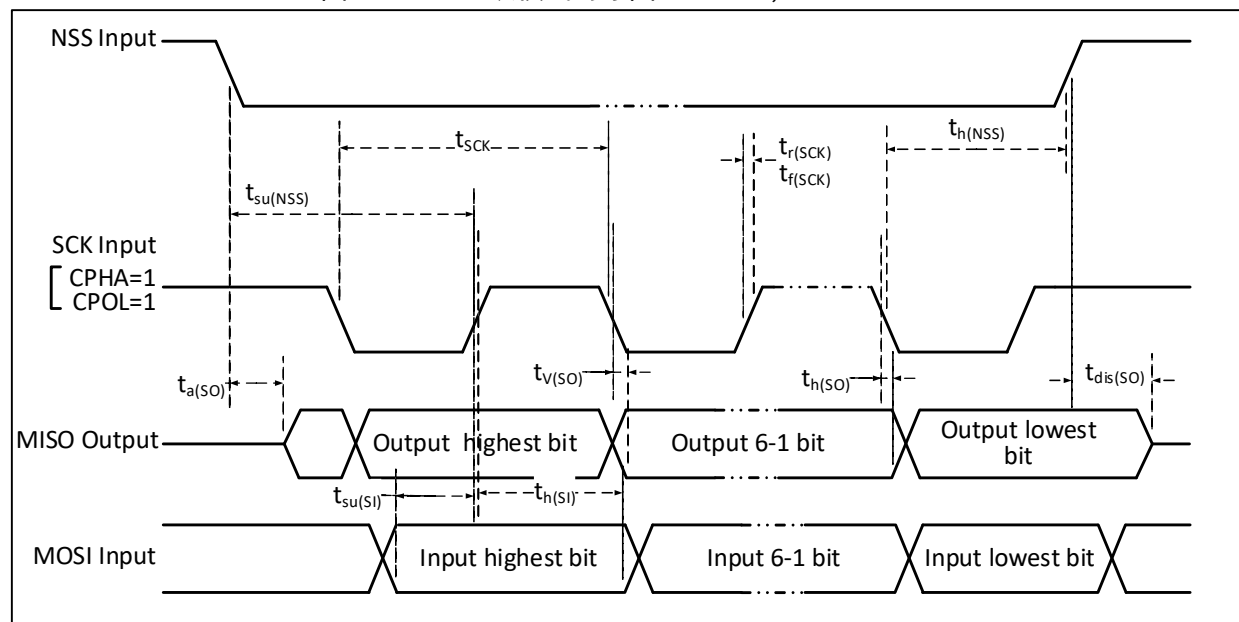 NSS Input
tSCK
th(NSS)
tr(SCK)
tf(SCK)
tsu(NSS)
SCK Input
CPHA=1
CPOL=1
ta(SO)
tV(SO)
th(SO)
tdis(SO)
MISO Output
Output highest bit
Output 6-1 bit
Output lowest
bit
tsu(SI)
th(SI)
MOSI Input
Input highest bit
Input 6-1 bit
Input lowest bit